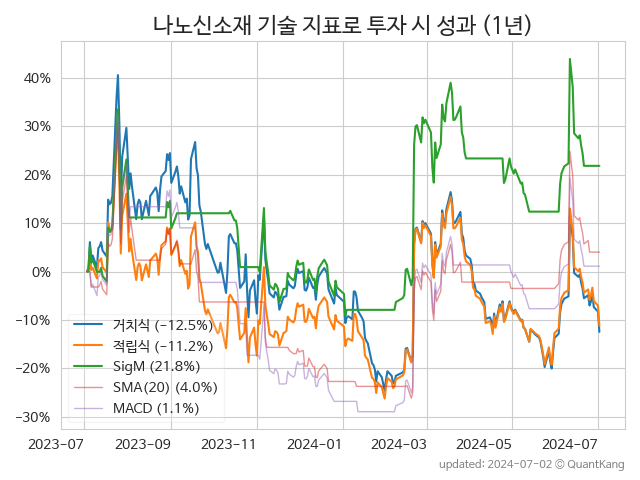 나노신소재 기술 지표로 투자 시 성과 (1년)
40%
30%
20%
10%
0%
−10%
−20%
−30%
거치식 (−12.5%)
적립식 (−11.2%)
SigM (21.8%)
SMA(20) (4.0%)
MACD (1.1%)
2023-07
2023-09
2023-11
2024-01
2024-03
2024-05
2024-07
updated: 2024-07-02 ⓒ QuantKang